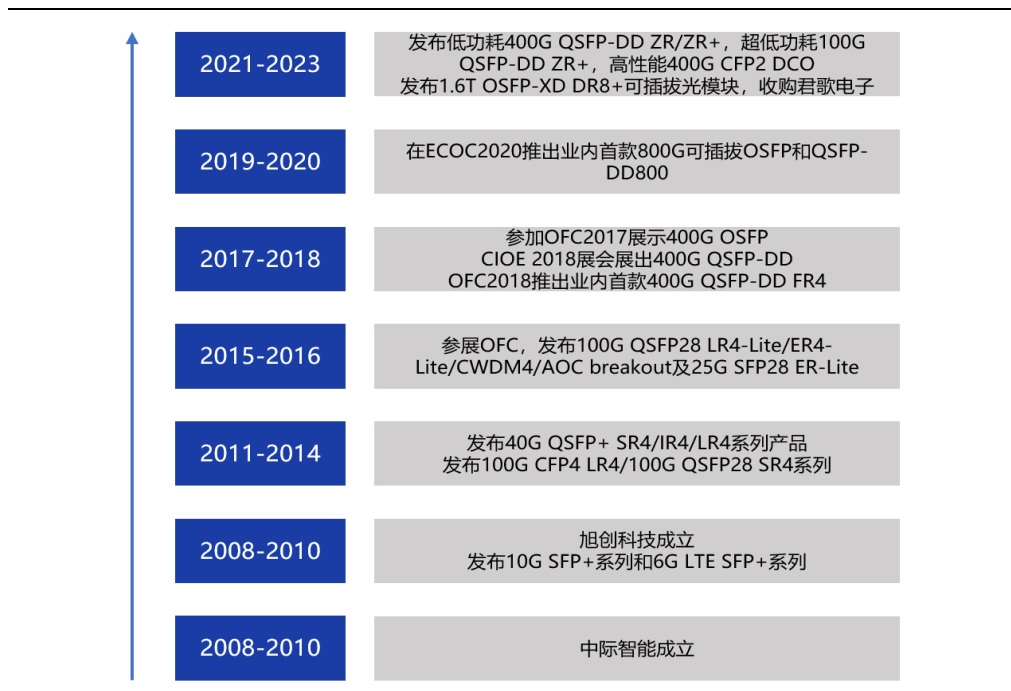 2021-2023
发布低功耗400G QSFP-DD ZR/ZR+，超低功耗100G
QSFP-DD ZR+，高性能400G CFP2 DCO
发布1.6T OSFP-XD DR8+可插拔光模块，收购君歌电子
2019-2020
在ECOC2020推出业内首款800G可插拔OSFP和QSFP-
DD800
2017-2018
参加OFC2017展示400G OSFP
CIOE 2018展会展出400G QSFP-DD
OFC2018推出业内首款400G QSFP-DD FR4
2015-2016
参展OFC，发布100G QSFP28 LR4-Lite/ER4-
Lite/CWDM4/AOC breakout及25G SFP28 ER-Lite
2011-2014
发布40G QSFP+ SR4/IR4/LR4系列产品
发布100G CFP4 LR4/100G QSFP28 SR4系列
2008-2010
旭创科技成立
发布10G SFP+系列和6G LTE SFP+系列
2008-2010
中际智能成立